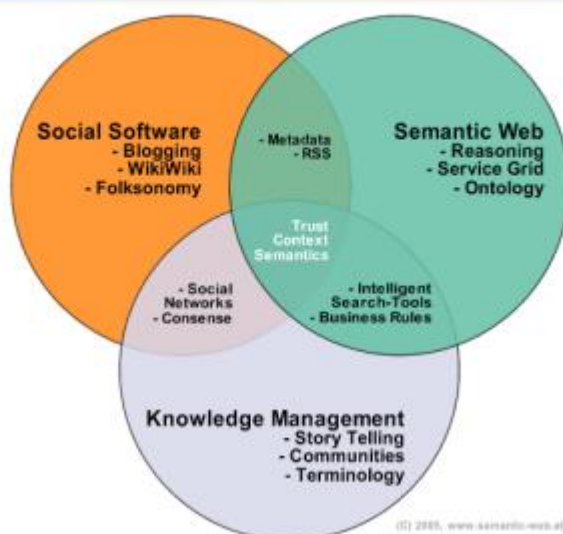 Social Software
- Blogging
- WikiWiki
- Folksonomy
- Metadata
- RSS
Semantic Web
- Reasoning
- Service Grid
- Ontology
Trust
Context
Semantics
- Social
Networks
- Consense
- Intelligent
Search-Tools
- Business Rules
Knowledge Management
- Story Telling
- Communities
- Terminology
(C) 2005, www.semantic-web.at